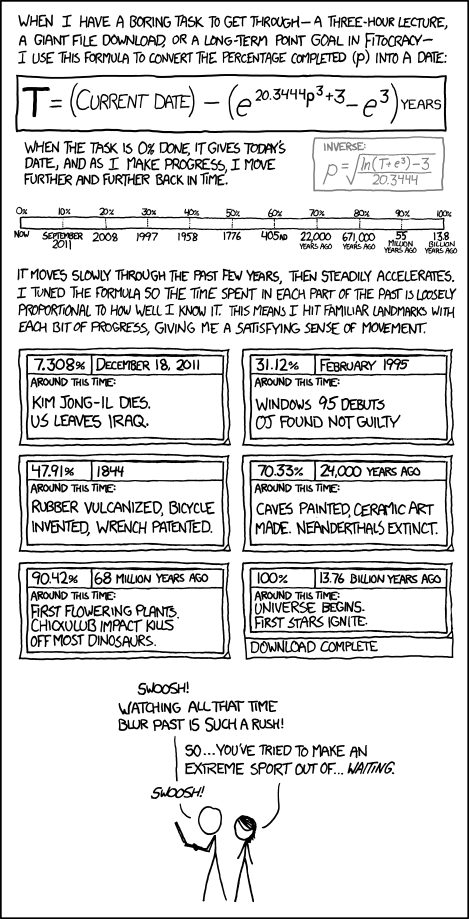 WHEN I HAVE A BORING TASK TO GET THROUGH—A THREE-HOUR LECTURE,
A GIANT FILE DOWNLOAD, OR A LONG-TERM POINT GOAL IN FITOCRACY—
I USE THIS FORMULA TO CONVERT THE PERCENTAGE COMPLETED (P) INTO A DATE:
T = (CURRENT DATE) – (e^20.3444p³+3 – e³) YEARS
WHEN THE TASK IS 0% DONE, IT GIVES TODAY'S
DATE, AND AS I MAKE PROGRESS, I MOVE
FURTHER AND FURTHER BACK IN TIME.
INVERSE:
p = ∛((ln(T+e³)–3)/20.3444)
0% 10% 20% 30% 40% 50% 60% 70% 80% 90% 100%
NOW SEPTEMBER 2011 2008 1997 1958 1776 405AD 22,000 YEARS AGO 671,000 YEARS AGO 55 MILLION YEARS AGO 13.8 BILLION YEARS AGO
IT MOVES SLOWLY THROUGH THE PAST FEW YEARS, THEN STEADILY ACCELERATES.
I TUNED THE FORMULA SO THE TIME SPENT IN EACH PART OF THE PAST IS LOOSELY
PROPORTIONAL TO HOW WELL I KNOW IT. THIS MEANS I HIT FAMILIAR LANDMARKS WITH
EACH BIT OF PROGRESS, GIVING ME A SATISFYING SENSE OF MOVEMENT.
7.308% DECEMBER 18, 2011
AROUND THIS TIME:
KIM JONG-IL DIES.
US LEAVES IRAQ.
31.12% FEBRUARY 1995
AROUND THIS TIME:
WINDOWS 95 DEBUTS
OJ FOUND NOT GUILTY
47.91% 1844
AROUND THIS TIME:
RUBBER VULCANIZED, BICYCLE
INVENTED, WRENCH PATENTED.
70.33% 24,000 YEARS AGO
AROUND THIS TIME:
CAVES PAINTED, CERAMIC ART
MADE. NEANDERTHALS EXTINCT.
90.42% 68 MILLION YEARS AGO
AROUND THIS TIME:
FIRST FLOWERING PLANTS.
CHIXULUB IMPACT KILLS
OFF MOST DINOSAURS.
100% 13.76 BILLION YEARS AGO
AROUND THIS TIME:
UNIVERSE BEGINS.
FIRST STARS IGNITE.
DOWNLOAD COMPLETE
SWOOSH!
WATCHING ALL THAT TIME
BLUR PAST IS SUCH A RUSH!
SO...YOU'VE TRIED TO MAKE AN
EXTREME SPORT OUT OF... WAITING.
SWOOSH!